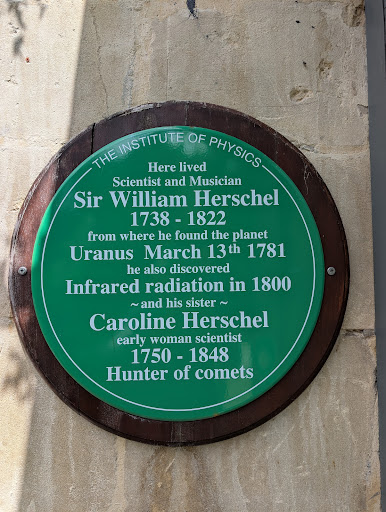 THE INSTITUTE OF PHYSICS
Here lived
Scientist and Musician
Sir William Herschel
1738 - 1822
from where he found the planet
Uranus March 13th 1781
he also discovered
Infrared radiation in 1800
~ and his sister ~
Caroline Herschel
early woman scientist
1750 - 1848
Hunter of comets